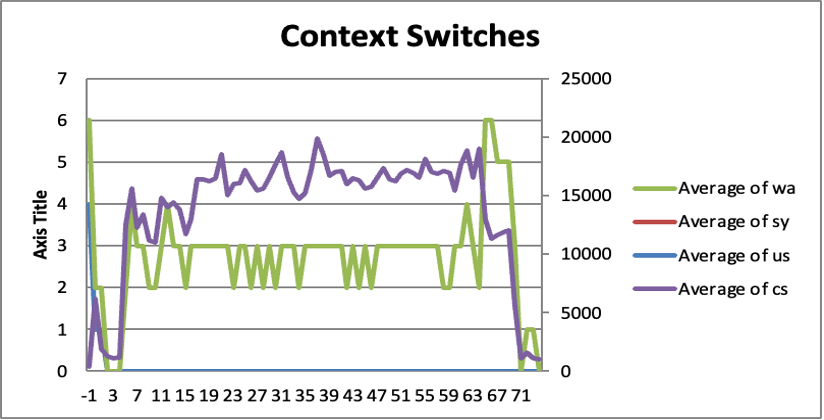 Context Switches
7
6
5
4
3
2
1
0
Axis Title
25000
20000
15000
10000
5000
0
-1 3 7 11 15 19 23 27 31 35 39 43 47 51 55 59 63 67 71
Average of wa
Average of sy
Average of us
Average of cs